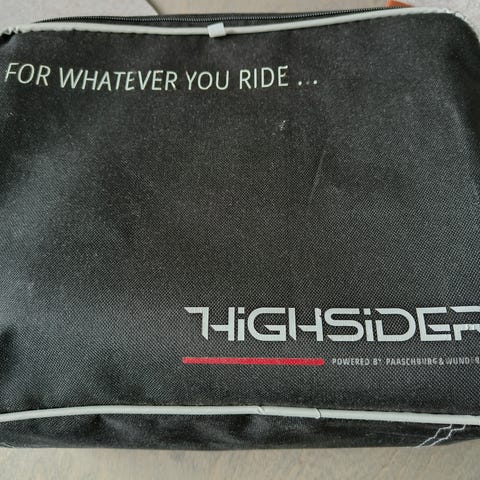 FOR WHATEVER YOU RIDE ...
HIGHSIDER
POWERED BY PAASCHBURG & WUNDER